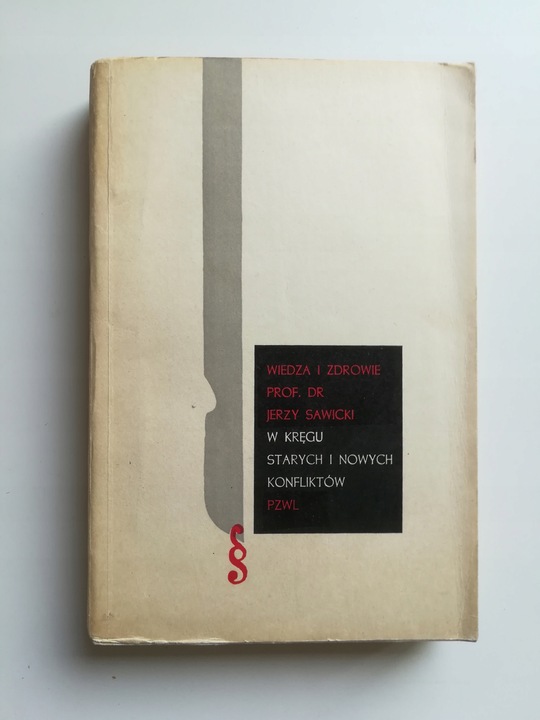 WIEDZA I ZDROWIE
PROF. DR
JERZY SAWICKI
W KRĘGU
STARYCH I NOWYCH
KONFLIKTÓW
PZWL
§